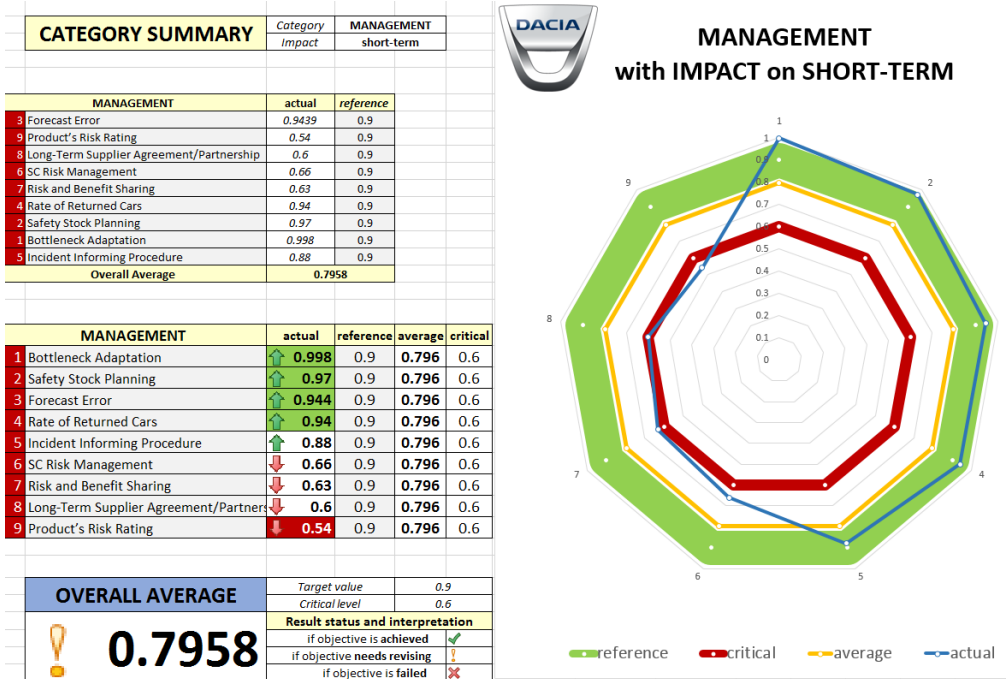 CATEGORY SUMMARY
Category MANAGEMENT
Impact short-term
MANAGEMENT actual reference
3 Forecast Error 0.9439 0.9
9 Product's Risk Rating 0.54 0.9
8 Long-Term Supplier Agreement/Partnership 0.6 0.9
6 SC Risk Management 0.66 0.9
7 Risk and Benefit Sharing 0.63 0.9
4 Rate of Returned Cars 0.94 0.9
2 Safety Stock Planning 0.97 0.9
1 Bottleneck Adaptation 0.998 0.9
5 Incident Informing Procedure 0.88 0.9
Overall Average 0.7958
MANAGEMENT actual reference average critical
1 Bottleneck Adaptation 0.998 0.9 0.796 0.6
2 Safety Stock Planning 0.97 0.9 0.796 0.6
3 Forecast Error 0.944 0.9 0.796 0.6
4 Rate of Returned Cars 0.94 0.9 0.796 0.6
5 Incident Informing Procedure 0.88 0.9 0.796 0.6
6 SC Risk Management 0.66 0.9 0.796 0.6
7 Risk and Benefit Sharing 0.63 0.9 0.796 0.6
8 Long-Term Supplier Agreement/Partners 0.6 0.9 0.796 0.6
9 Product's Risk Rating 0.54 0.9 0.796 0.6
OVERALL AVERAGE
0.7958
Target value 0.9
Critical level 0.6
Result status and interpretation
if objective is achieved
if objective needs revising
if objective is failed
DACIA
MANAGEMENT
with IMPACT on SHORT-TERM
1
2
4
5
6
7
8
9
1
0.9
0.8
0.7
0.6
0.5
0.4
0.3
0.2
0.1
0
reference critical average actual